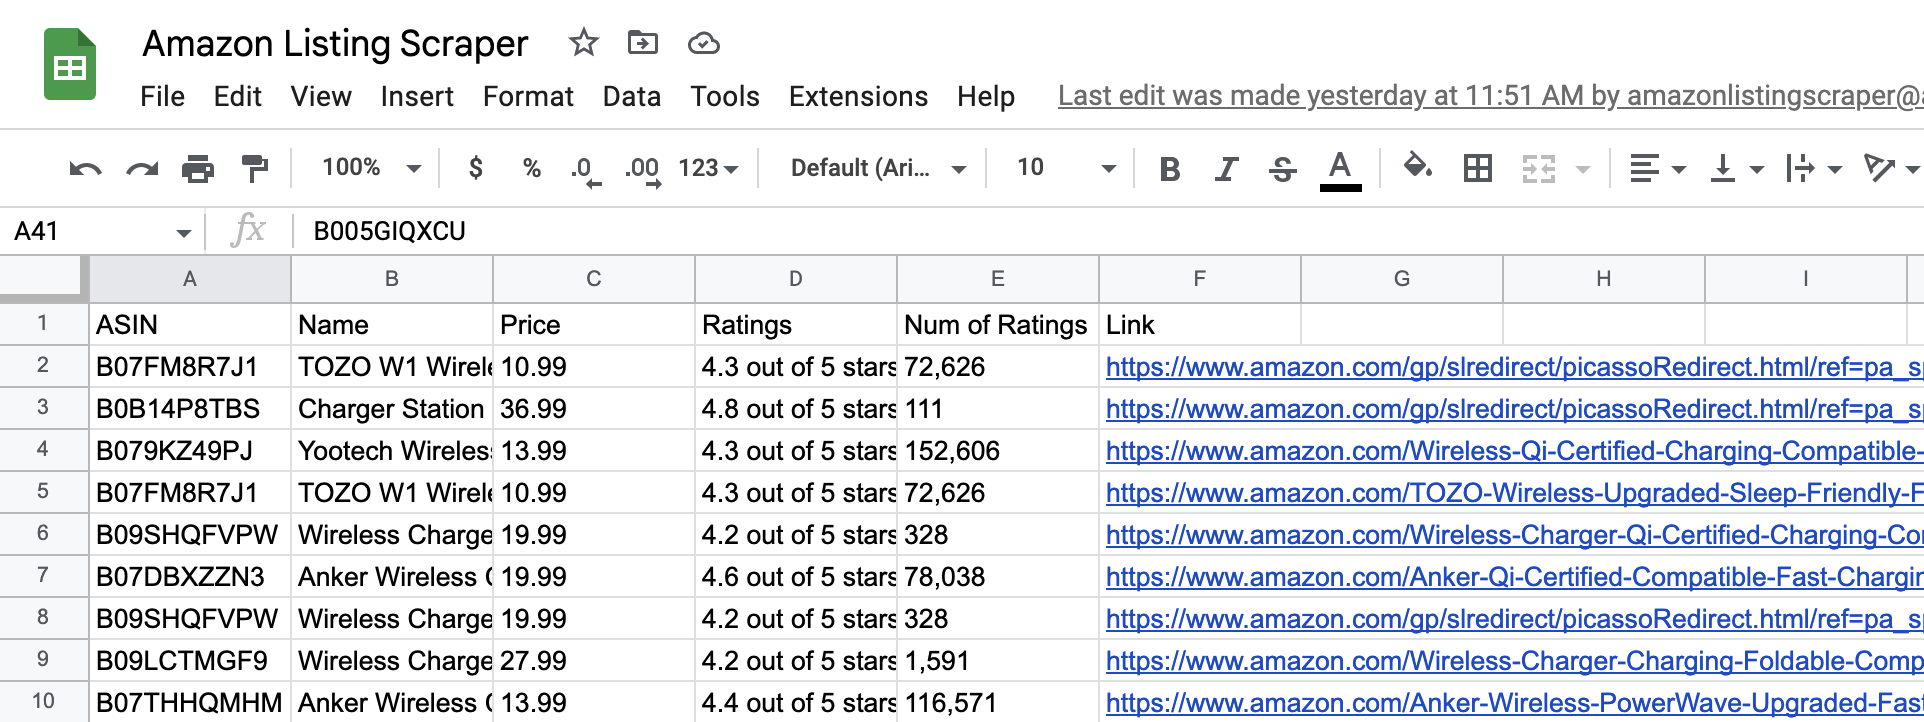 Amazon Listing Scraper
File Edit View Insert Format Data Tools Extensions Help Last edit was made yesterday at 11:51 AM by amazonlistingscraper@
100% $ % .0 .00 123 Default (Ari... 10 B I S A
A41 fx B005GIQXCU
A B C D E F G H I
1 ASIN Name Price Ratings Num of Ratings Link
2 B07FM8R7J1 TOZO W1 Wirele 10.99 4.3 out of 5 stars 72,626 https://www.amazon.com/gp/slredirect/picassoRedirect.html/ref=pa_sp
3 B0B14P8TBS Charger Station 36.99 4.8 out of 5 stars 111 https://www.amazon.com/gp/slredirect/picassoRedirect.html/ref=pa_sp
4 B079KZ49PJ Yootech Wireless 13.99 4.3 out of 5 stars 152,606 https://www.amazon.com/Wireless-Qi-Certified-Charging-Compatible-
5 B07FM8R7J1 TOZO W1 Wirele 10.99 4.3 out of 5 stars 72,626 https://www.amazon.com/TOZO-Wireless-Upgraded-Sleep-Friendly-F
6 B09SHQFVPW Wireless Charge 19.99 4.2 out of 5 stars 328 https://www.amazon.com/Wireless-Charger-Qi-Certified-Charging-Co
7 B07DBXZZN3 Anker Wireless C 19.99 4.6 out of 5 stars 78,038 https://www.amazon.com/Anker-Qi-Certified-Compatible-Fast-Chargin
8 B09SHQFVPW Wireless Charge 19.99 4.2 out of 5 stars 328 https://www.amazon.com/gp/slredirect/picassoRedirect.html/ref=pa_sp
9 B09LCTMGF9 Wireless Charge 27.99 4.2 out of 5 stars 1,591 https://www.amazon.com/Wireless-Charger-Charging-Foldable-Comp
10 B07THHQMHM Anker Wireless C 13.99 4.4 out of 5 stars 116,571 https://www.amazon.com/Anker-Wireless-PowerWave-Upgraded-Fas